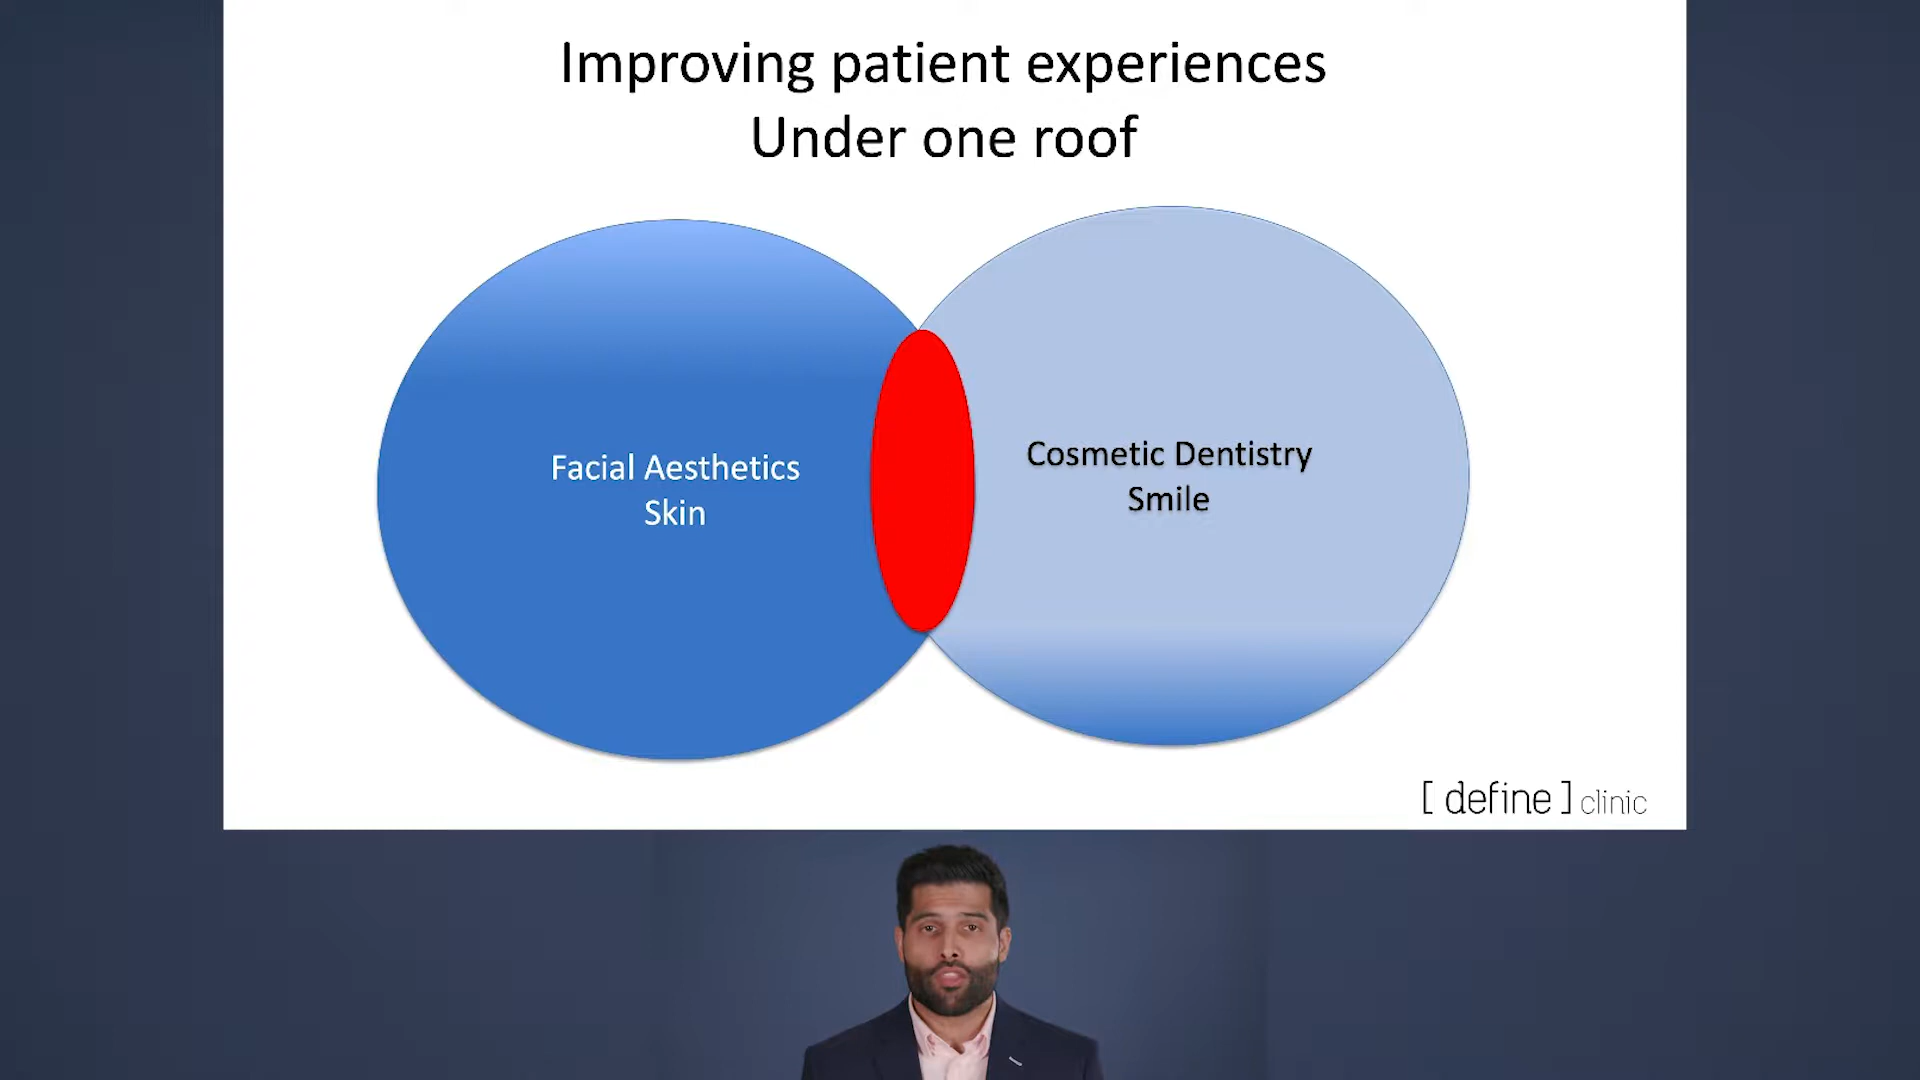 Improving patient experiences
Under one roof
Facial Aesthetics
Skin
Cosmetic Dentistry
Smile
[ define ] clinic